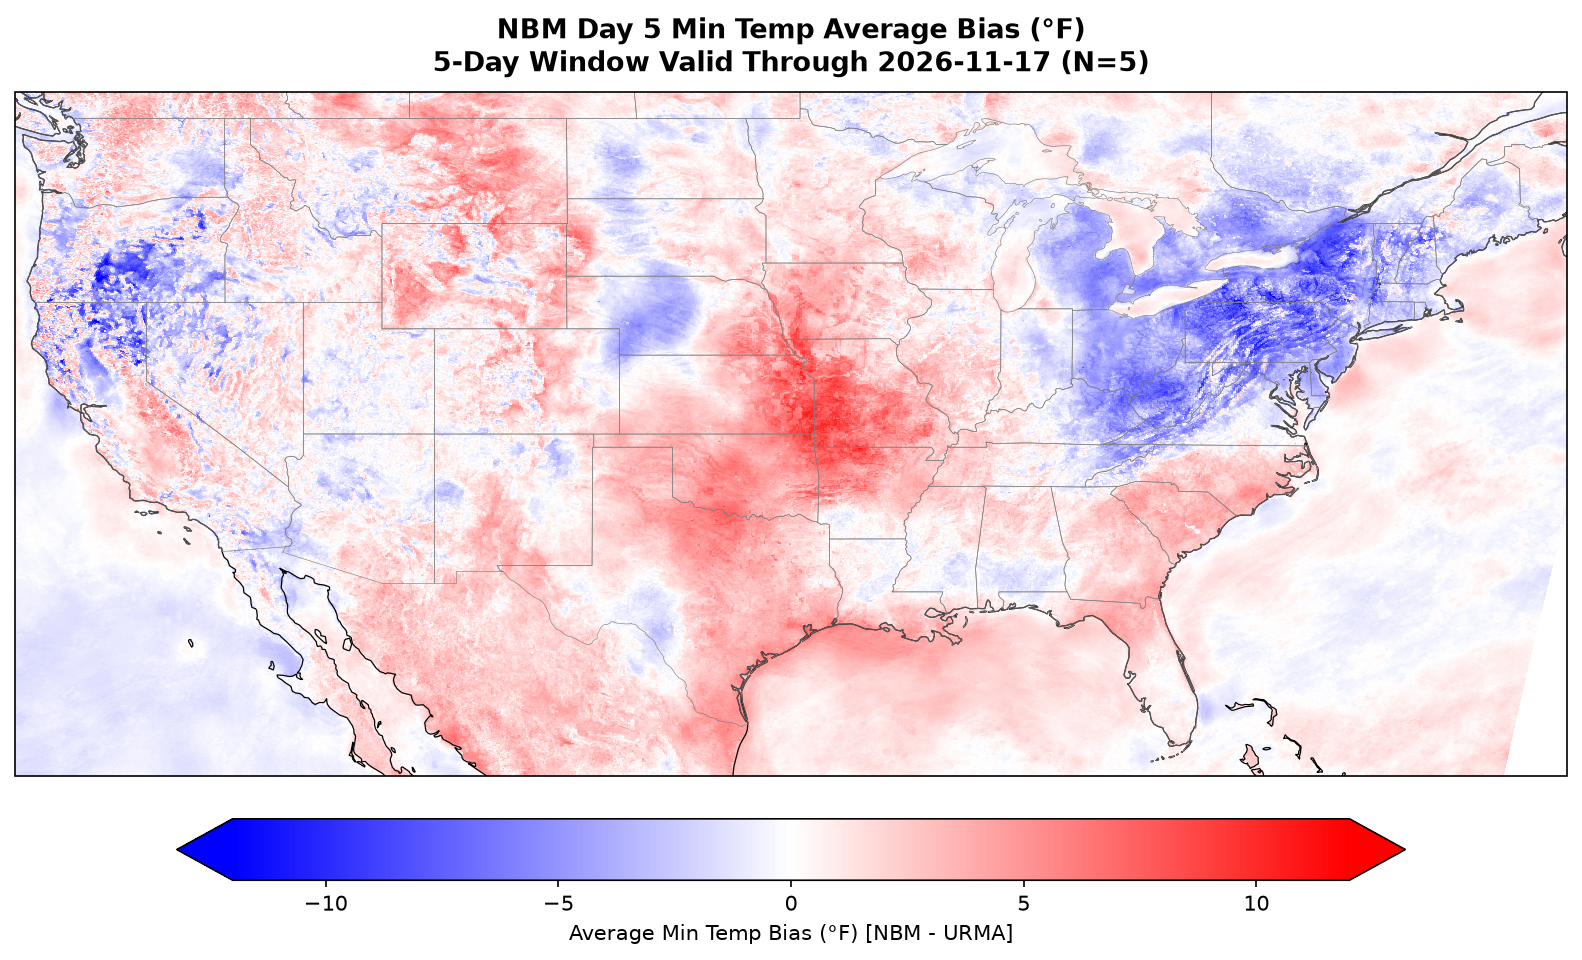 NBM Day 5 Min Temp Average Bias (°F)
5-Day Window Valid Through 2026-11-17 (N=5)
−10 −5 0 5 10
Average Min Temp Bias (°F) [NBM - URMA]